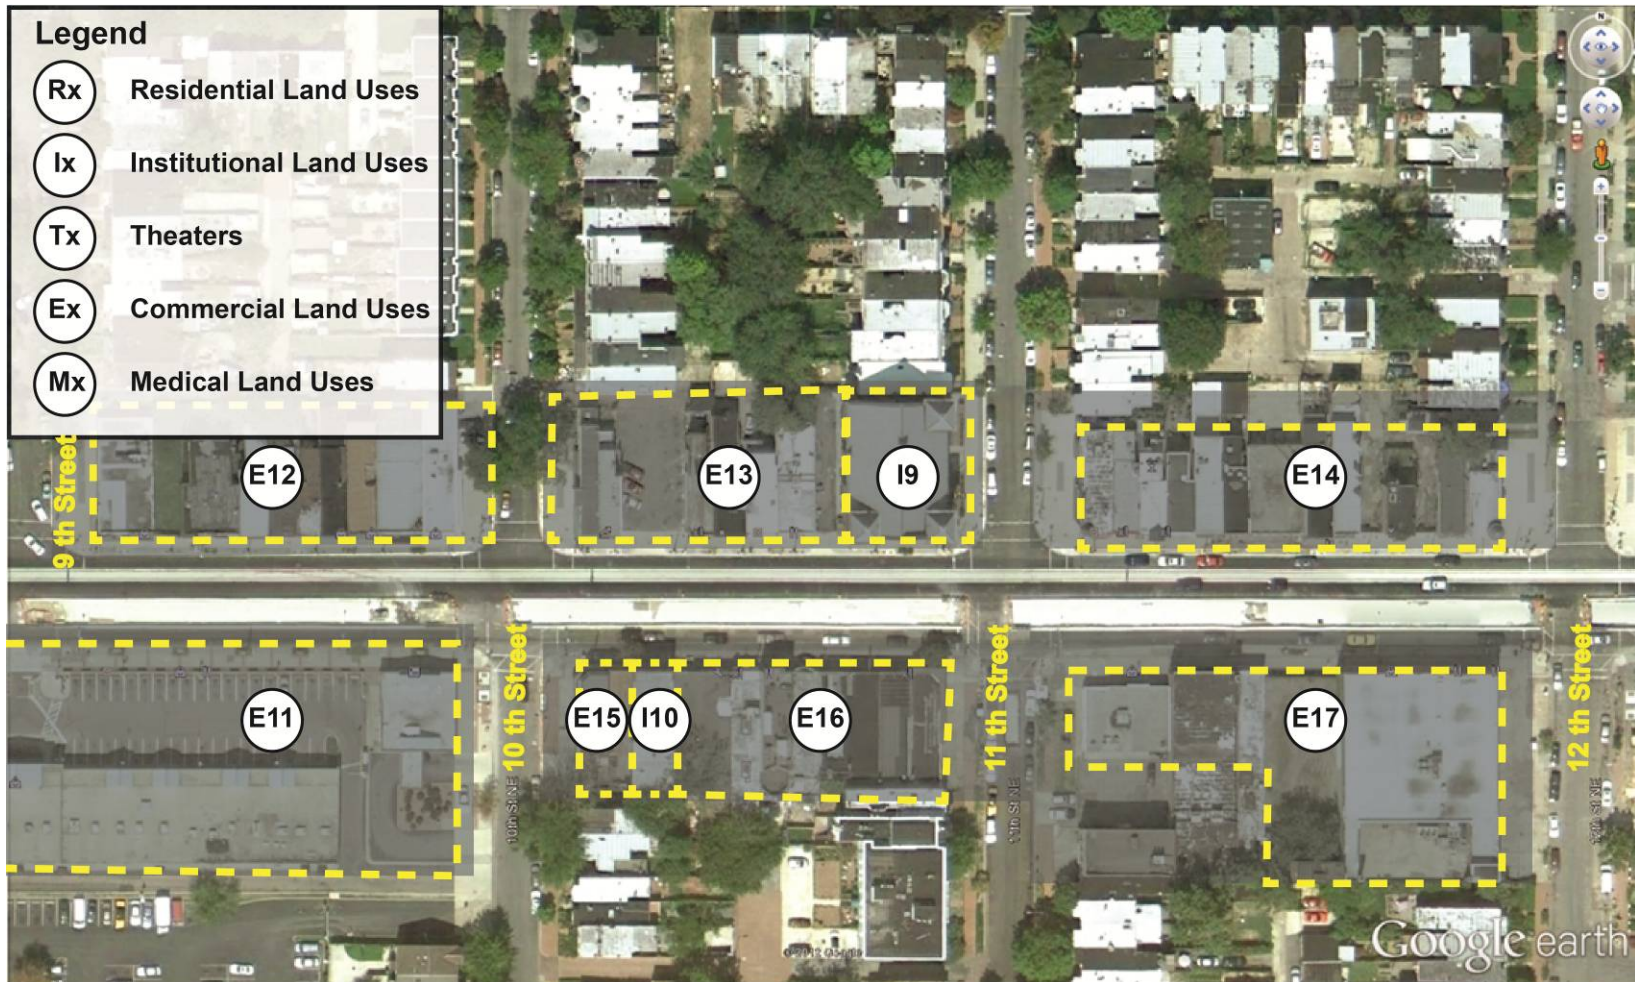 Legend
Rx Residential Land Uses
Ix Institutional Land Uses
Tx Theaters
Ex Commercial Land Uses
Mx Medical Land Uses
N
9 th Street
E12
E13
I9
E14
E11
10 th Street
10th St NE
E15
I10
E16
11 th Street
11th St NE
E17
12 th Street
12th St NE
© 2012 Google
Google earth